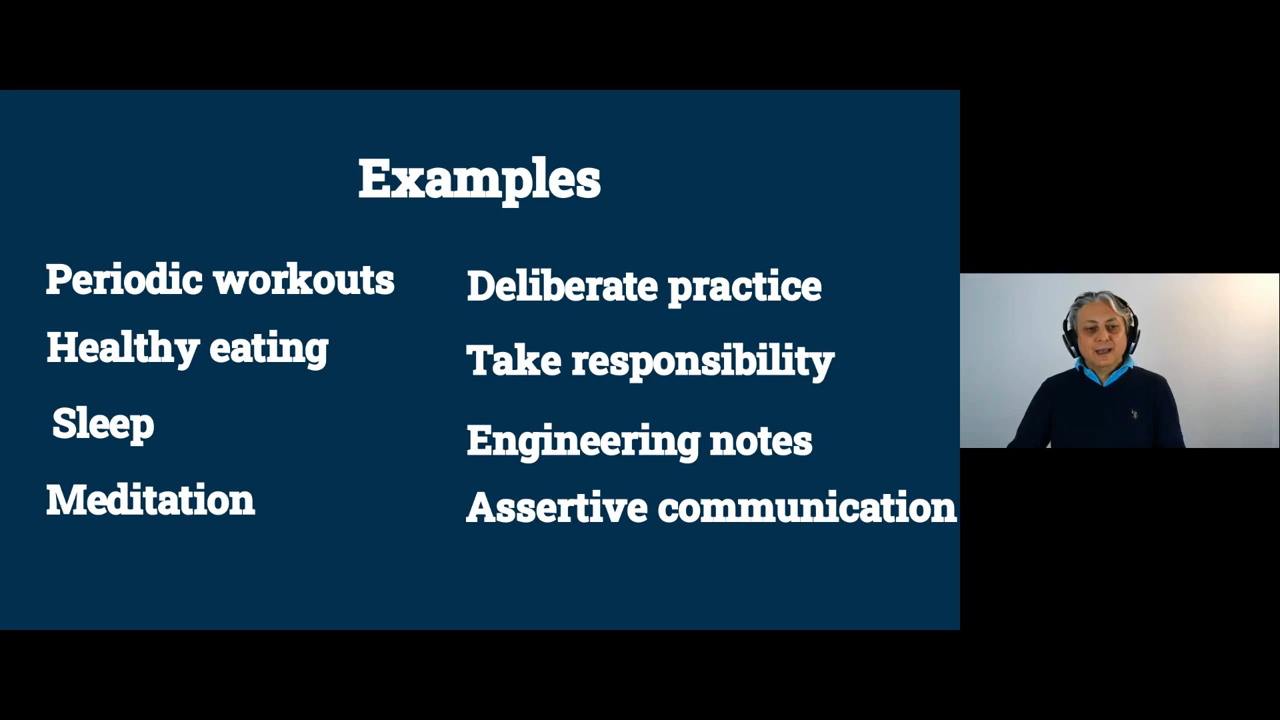 Examples
Periodic workouts
Healthy eating
Sleep
Meditation
Deliberate practice
Take responsibility
Engineering notes
Assertive communication